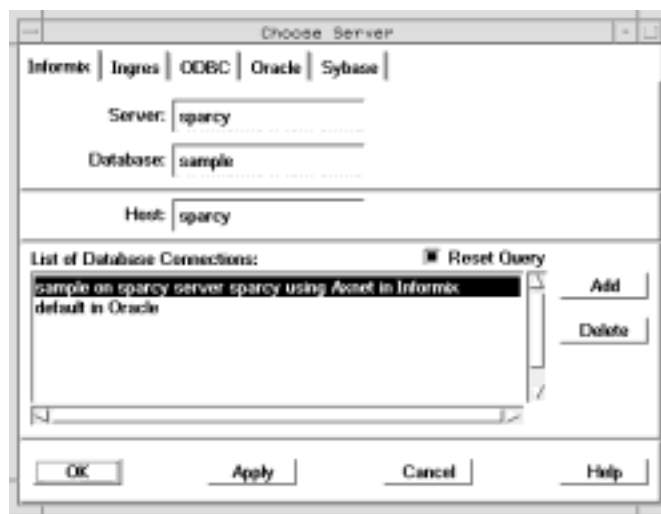 Choose Server
Informix Ingres ODBC Oracle Sybase
Server: sparcy
Database: sample
Host: sparcy
List of Database Connections: Reset Query
sample on sparcy server sparcy using Axnet in Informix
default in Oracle
Add
Delete
OK Apply Cancel Help